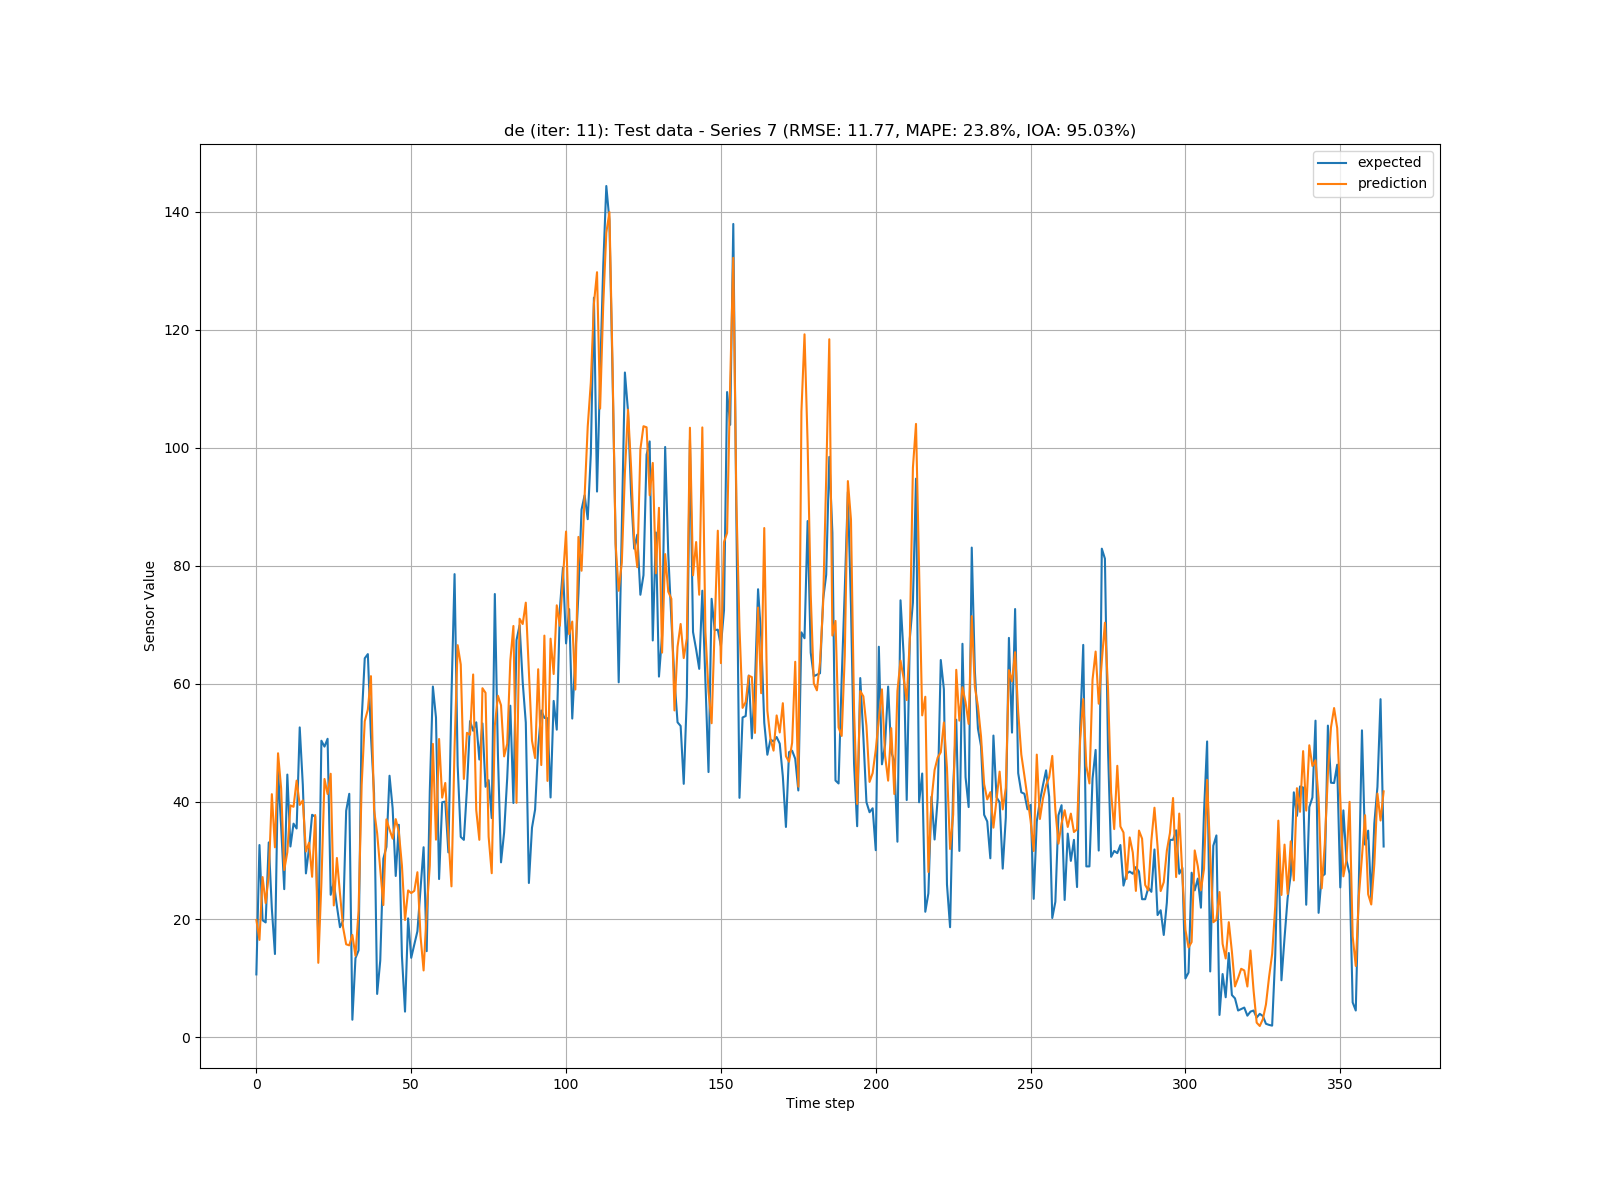 de (iter: 11): Test data - Series 7 (RMSE: 11.77, MAPE: 23.8%, IOA: 95.03%)
expected
prediction
140
120
100
80
60
40
20
0
Sensor Value
0 50 100 150 200 250 300 350
Time step